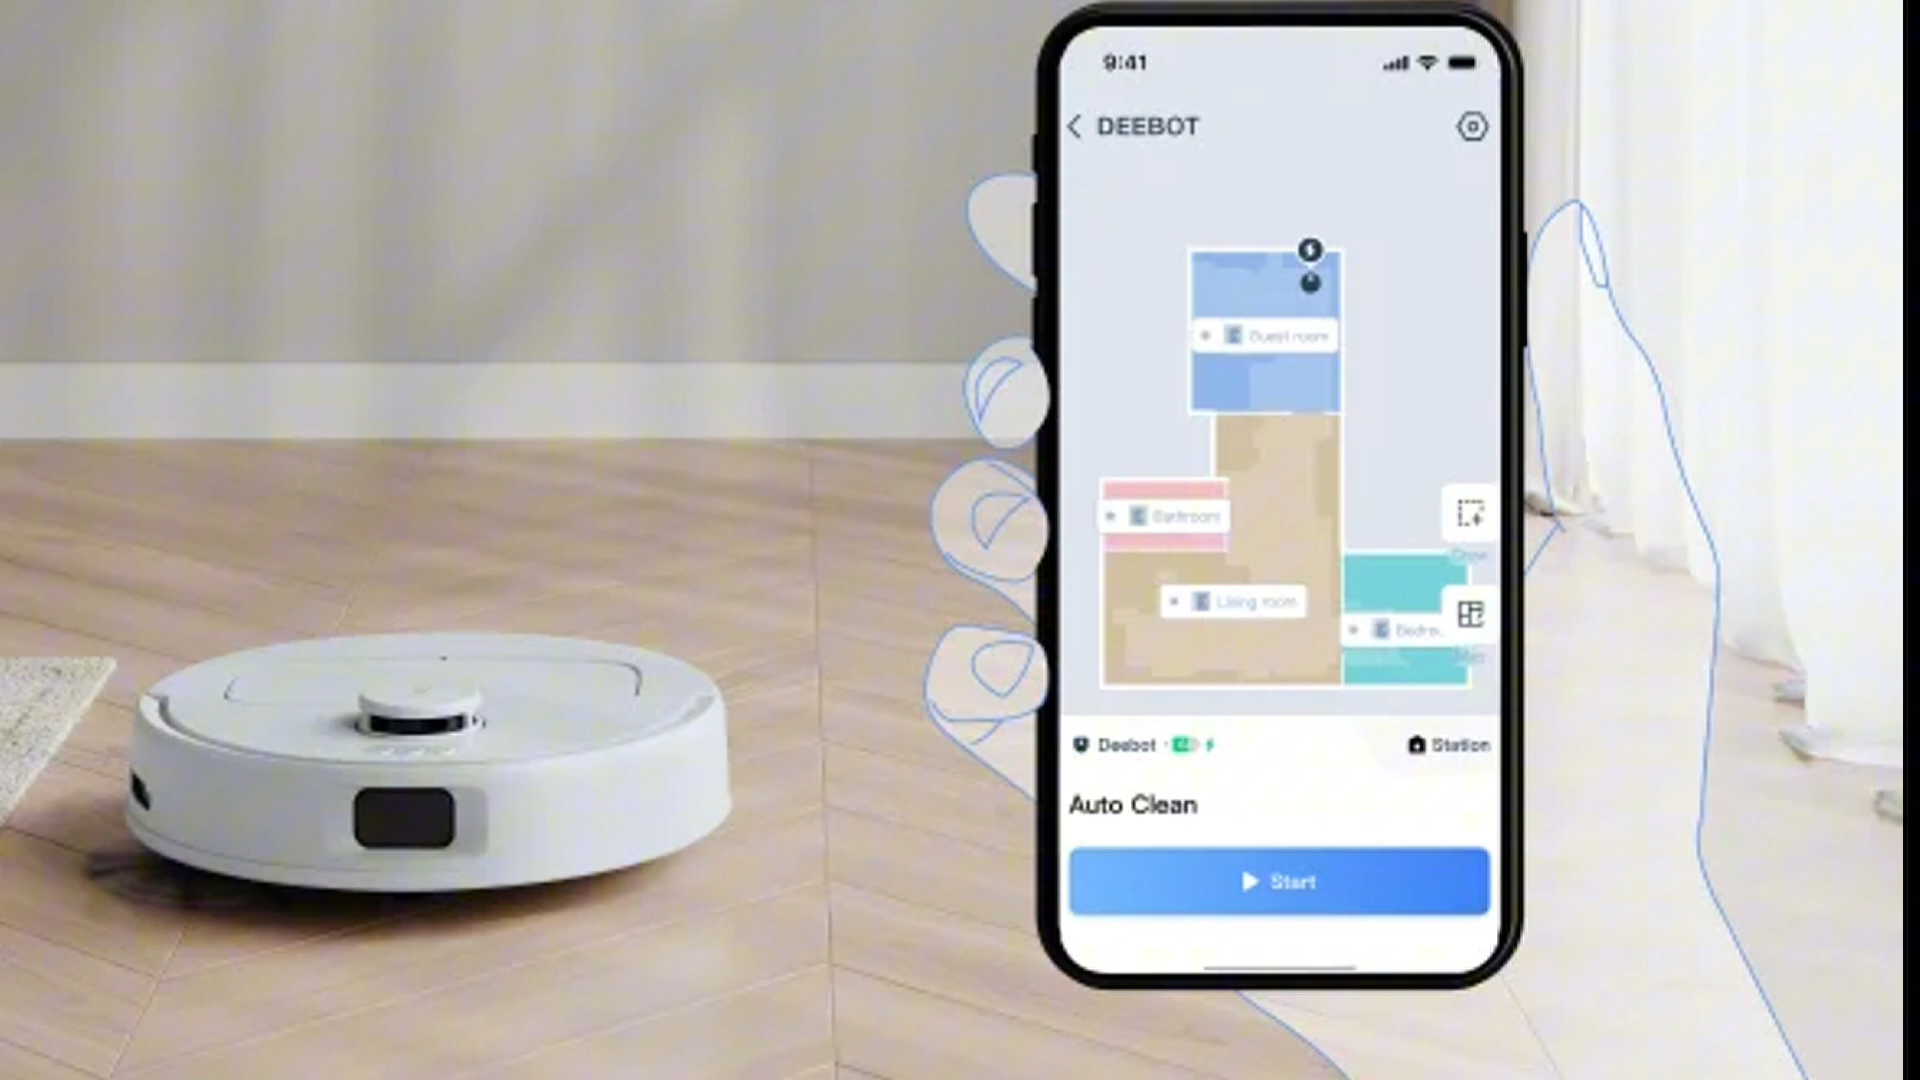 9:41
DEEBOT
Guest room
Bathroom
Living room
Deebot
Station
Auto Clean
Start